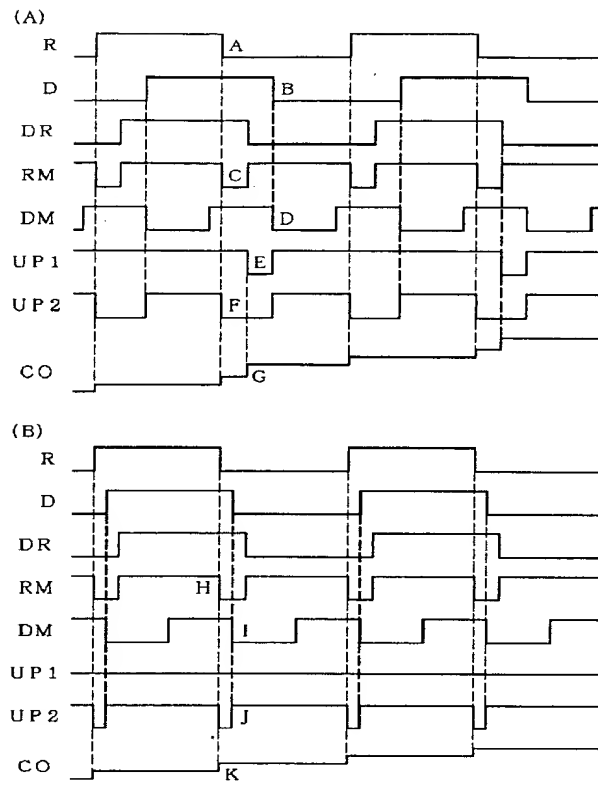 (A)
R A
D B
DR
RM C
DM D
UP1 E
UP2 F
CO G
(B)
R
D
DR
RM H
DM I
UP1
UP2 J
CO K